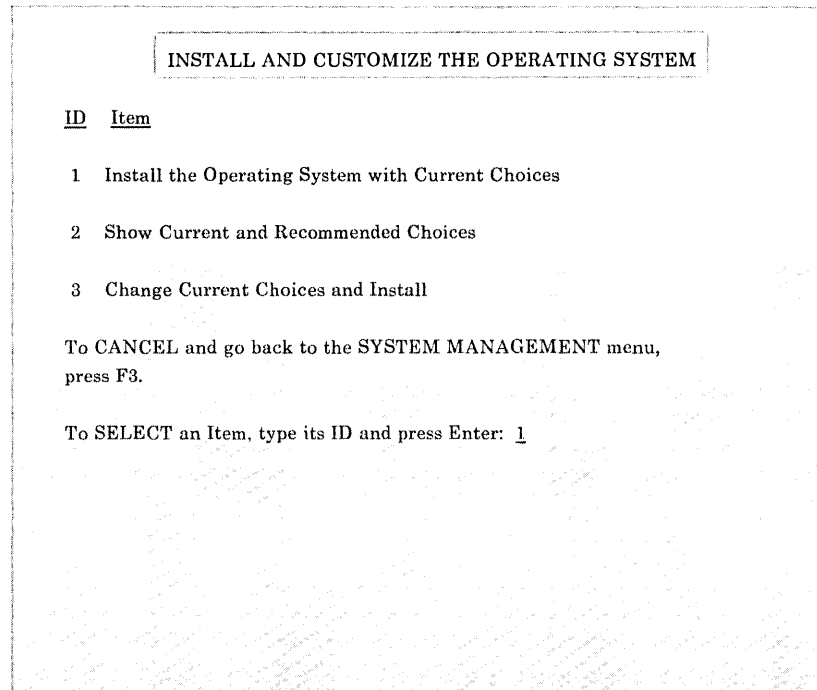 INSTALL AND CUSTOMIZE THE OPERATING SYSTEM
ID Item
1 Install the Operating System with Current Choices
2 Show Current and Recommended Choices
3 Change Current Choices and Install
To CANCEL and go back to the SYSTEM MANAGEMENT menu,
press F3.
To SELECT an Item, type its ID and press Enter: 1